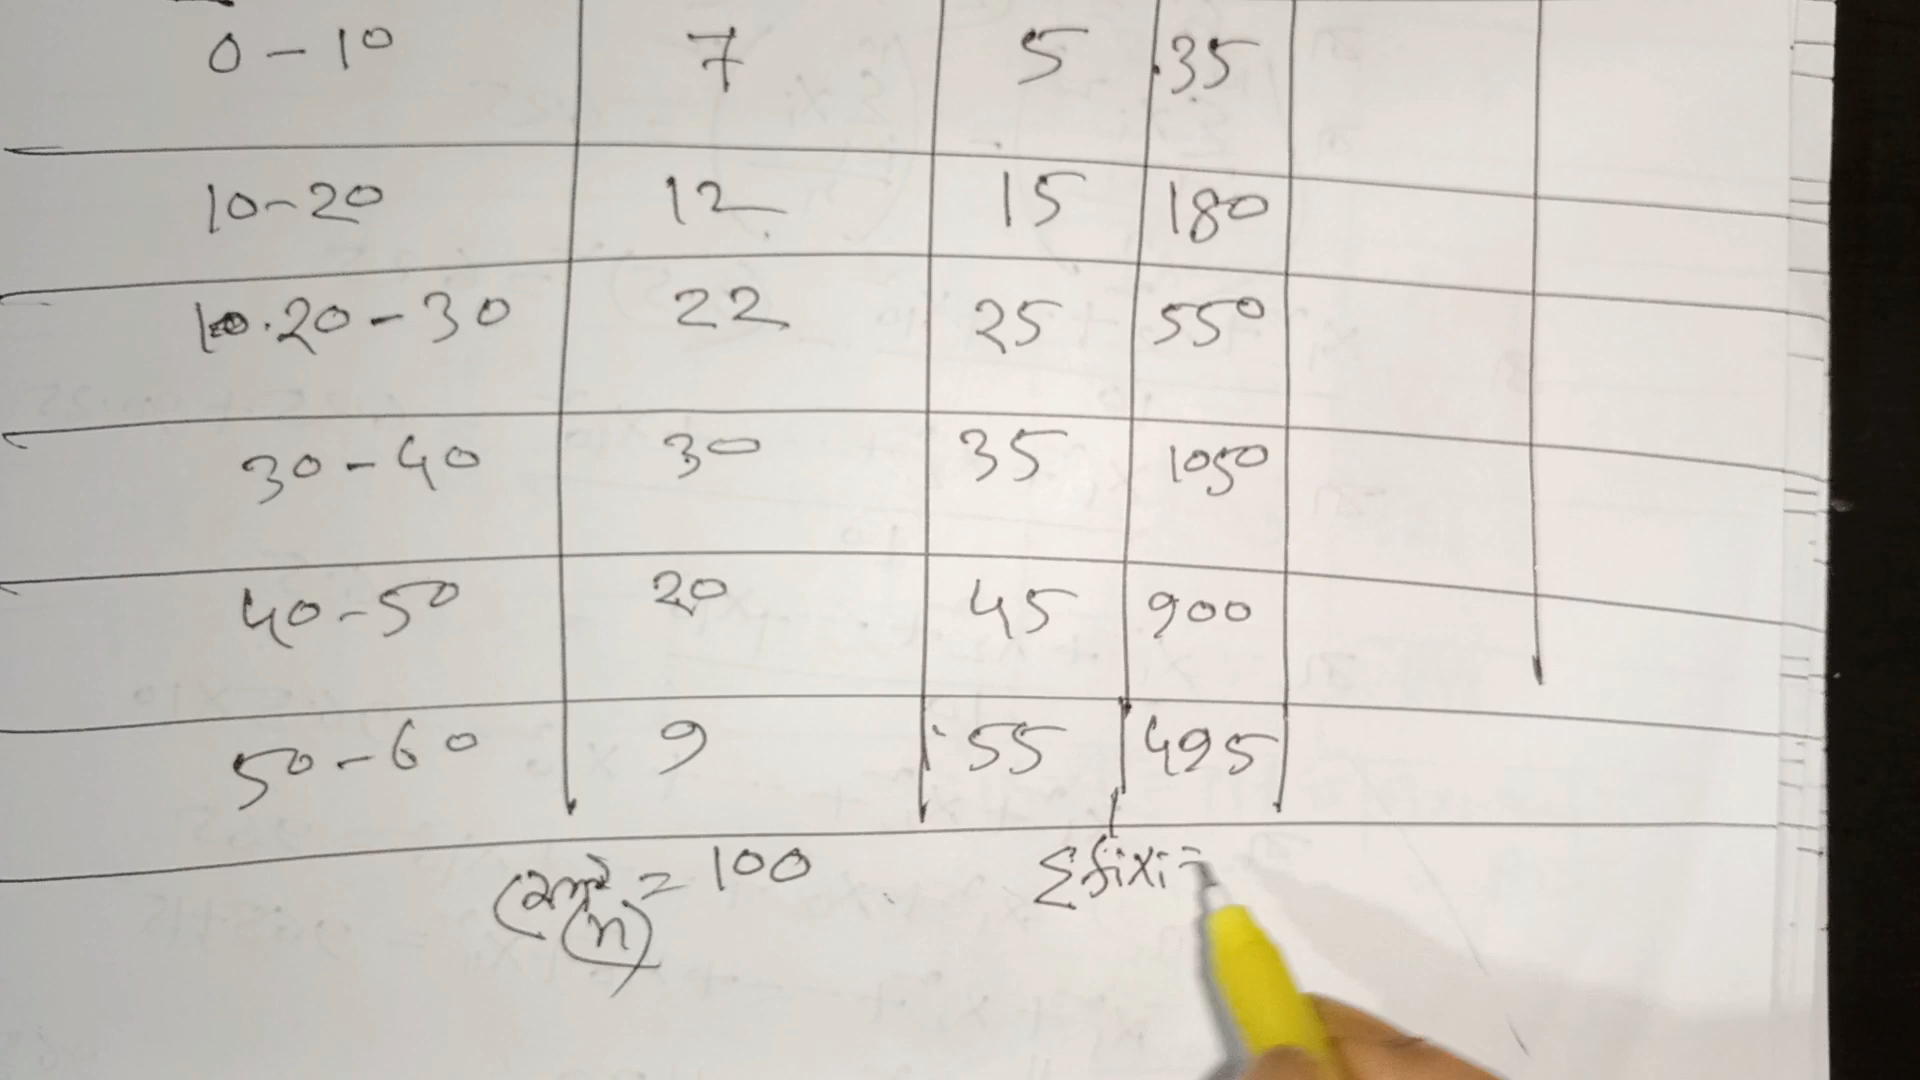 0 - 10 7 5 35
10-20 12 15 180
20-30 22 25 550
30-40 30 35 1050
40-50 20 45 900
50-60 9 55 495
= 100 Σfixi=
(n)